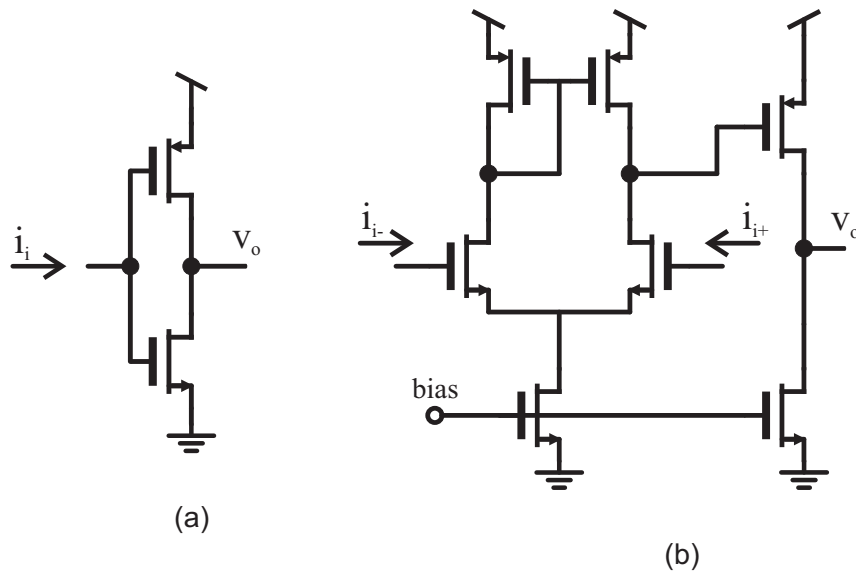 i_i
v_o
(a)
i_i-
i_i+
v_o
bias
(b)